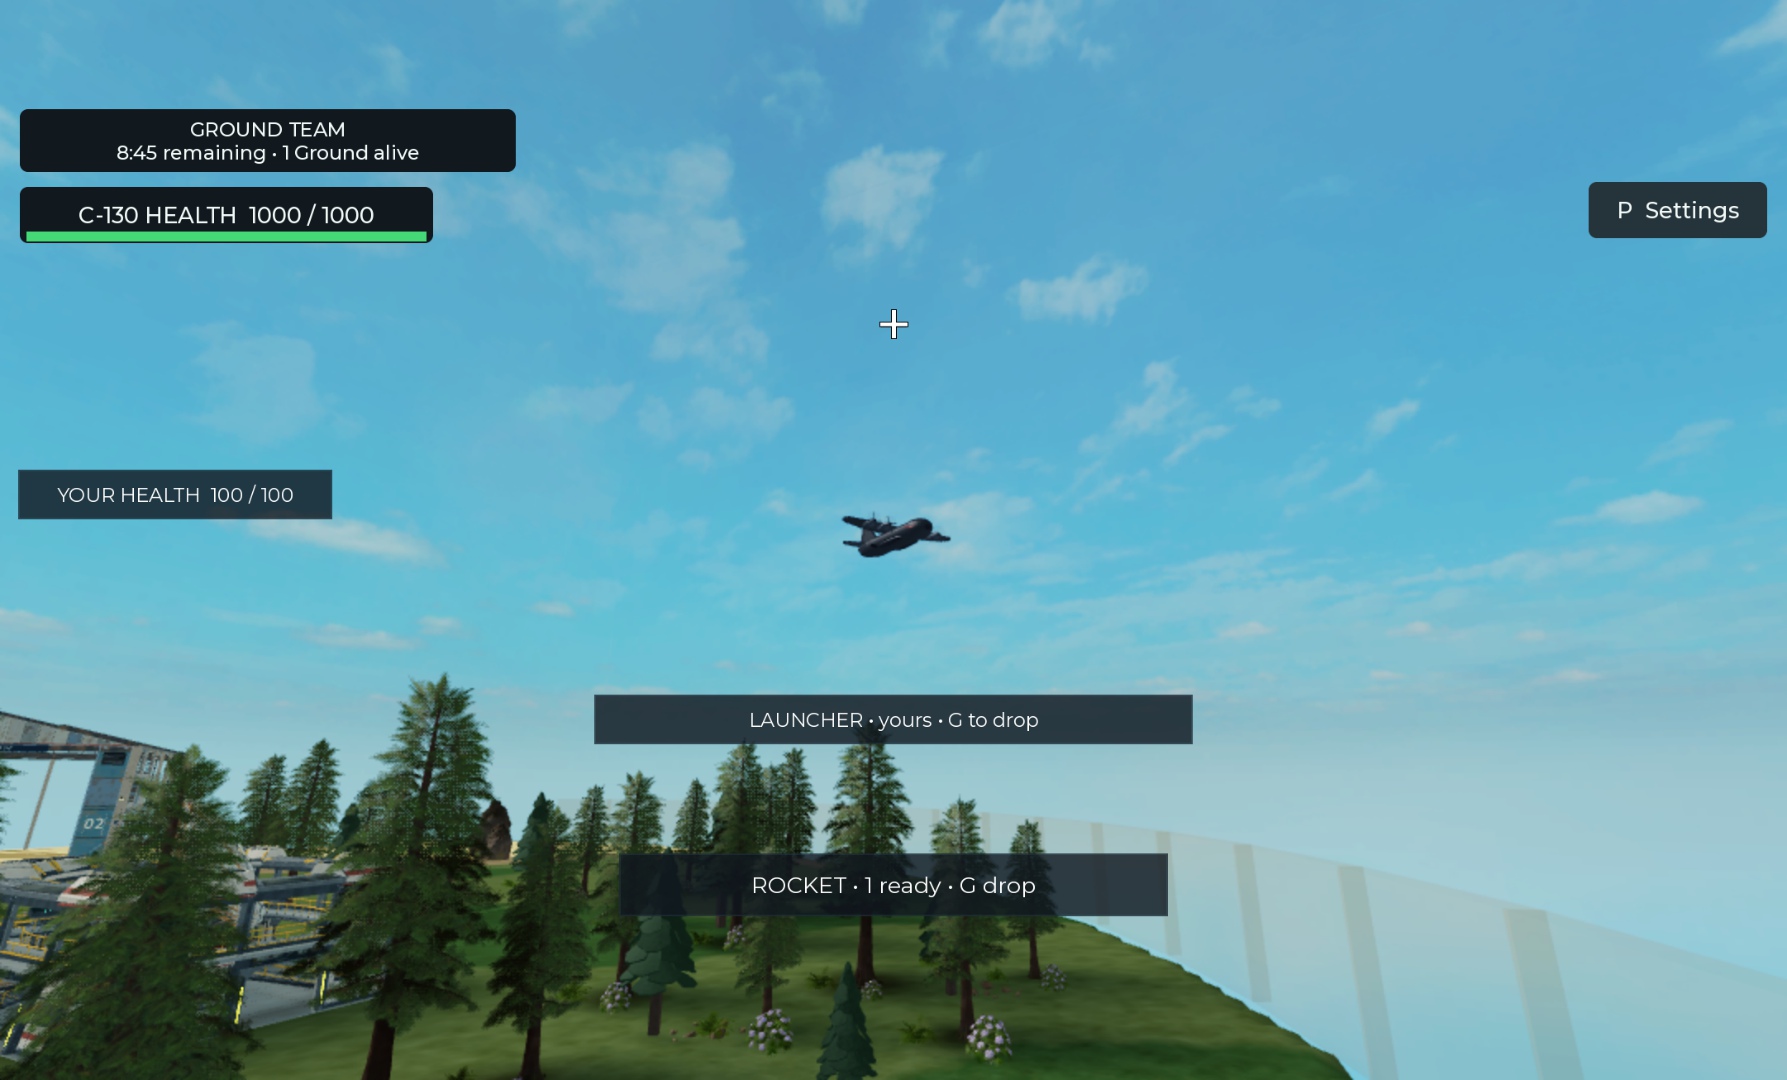 GROUND TEAM
8:45 remaining • 1 Ground alive
C-130 HEALTH 1000 / 1000
P Settings
YOUR HEALTH 100 / 100
LAUNCHER • yours • G to drop
02
ROCKET • 1 ready • G drop